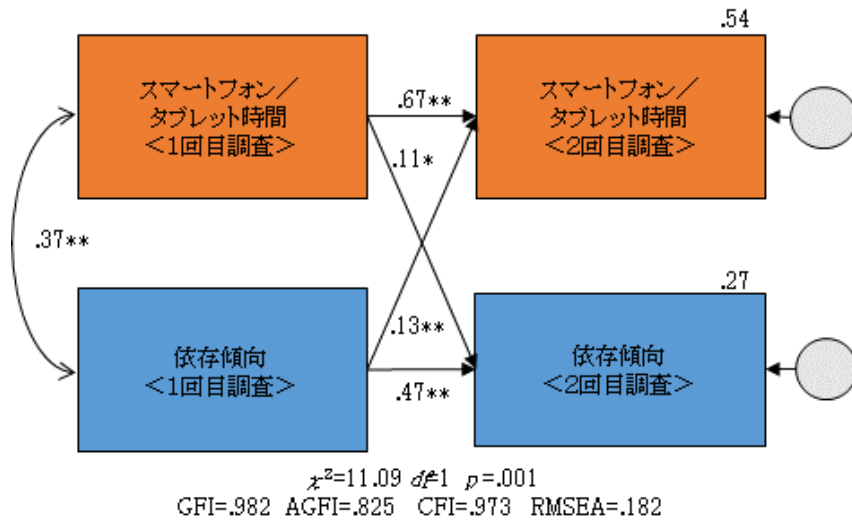 .54
スマートフォン／
タブレット時間
<1回目調査>
.67**
スマートフォン／
タブレット時間
<2回目調査>
.11*
.37**
.27
.13**
依存傾向
<1回目調査>
.47**
依存傾向
<2回目調査>
χ²=11.09 df=1 p=.001
GFI=.982 AGFI=.825 CFI=.973 RMSEA=.182